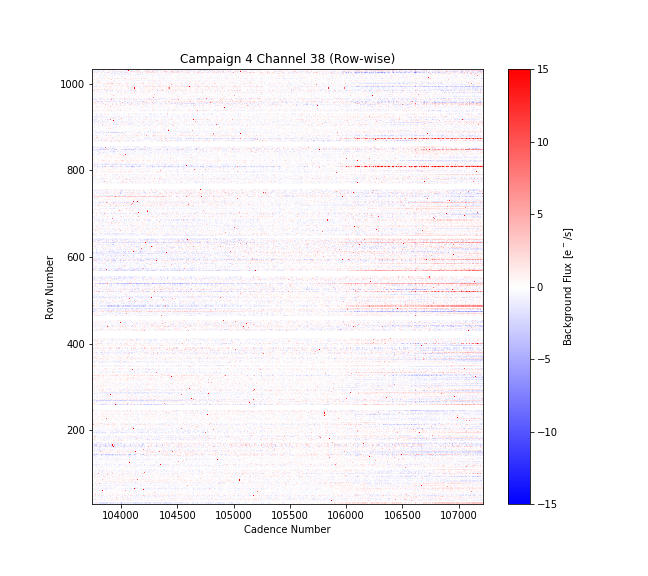 Campaign 4 Channel 38 (Row-wise)
1000
800
600
400
200
Row Number
104000 104500 105000 105500 106000 106500 107000
Cadence Number
15
10
5
0
−5
−10
−15
Background Flux [e⁻/s]